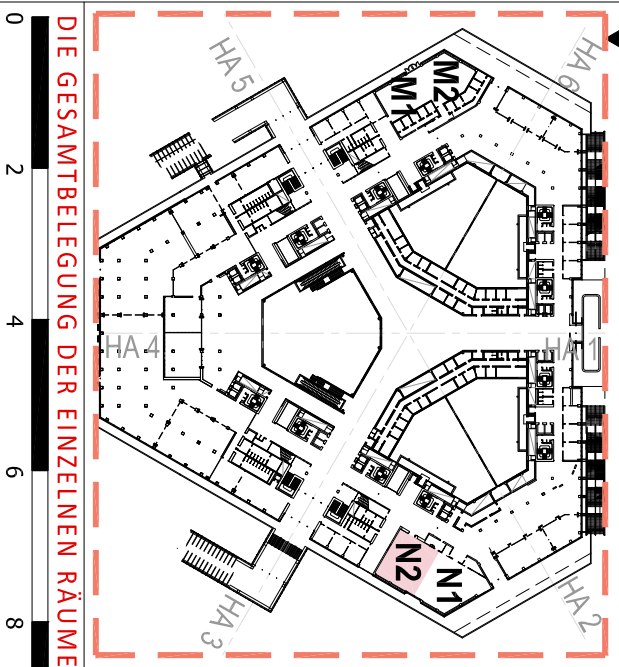 0
2
4
6
8
DIE GESAMTBELEGUNG DER EINZELNEN RÄUME
HA 5
HA 6
M2
M1
HA 4
HA 1
N2
N1
HA 3
HA 2